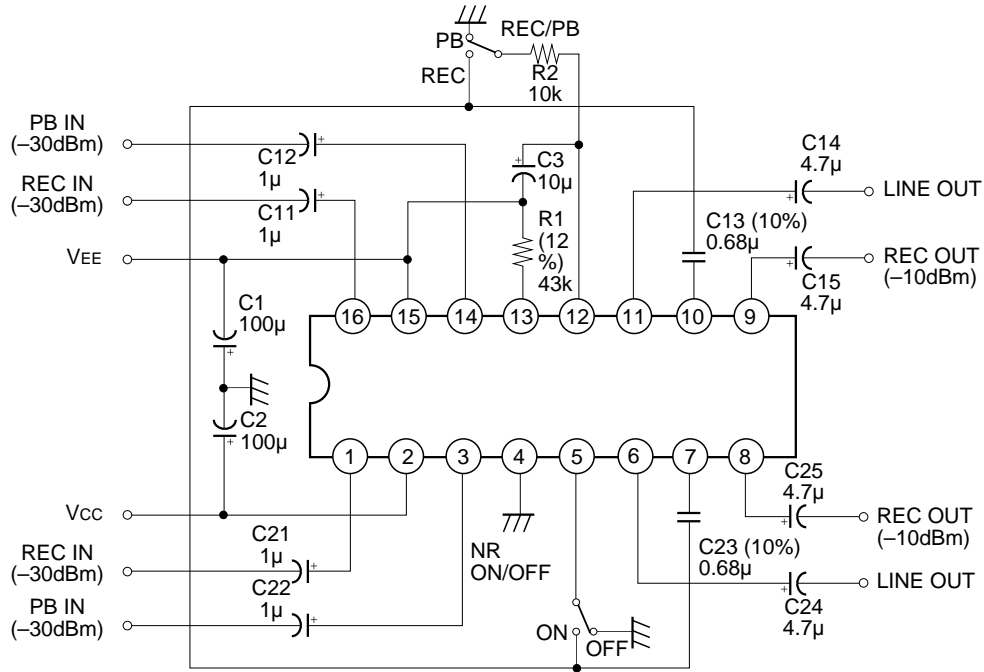 REC/PB
PB
REC
R2
10k
PB IN
(–30dBm)
C12
1µ
C3
10µ
C14
4.7µ
REC IN
(–30dBm)
C11
1µ
LINE OUT
R1
(12
%)
43k
C13 (10%)
0.68µ
VEE
REC OUT
(–10dBm)
C15
4.7µ
C1
100µ
16
15
14
13
12
11
10
9
C2
100µ
1
2
3
4
5
6
7
8
C25
4.7µ
VCC
REC OUT
(–10dBm)
C21
1µ
REC IN
(–30dBm)
NR
ON/OFF
C23 (10%)
0.68µ
C22
1µ
LINE OUT
PB IN
(–30dBm)
C24
4.7µ
ON
OFF